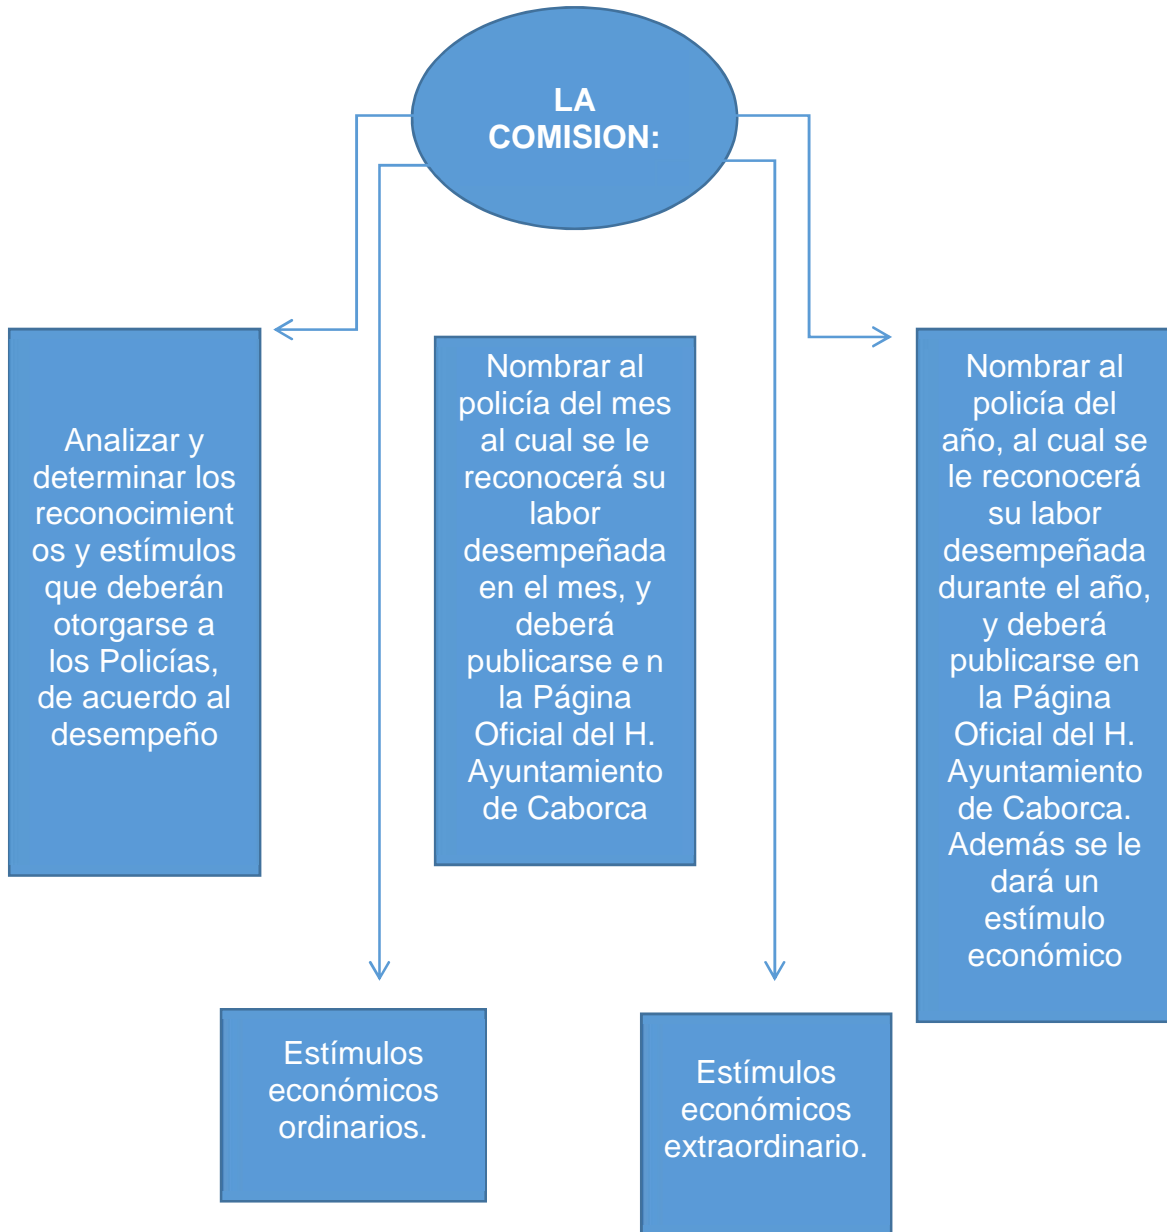 LA
COMISION:
Analizar y
determinar los
reconocimient
os y estímulos
que deberán
otorgarse a
los Policías,
de acuerdo al
desempeño
Nombrar al
policía del mes
al cual se le
reconocerá su
labor
desempeñada
en el mes, y
deberá
publicarse e n
la Página
Oficial del H.
Ayuntamiento
de Caborca
Nombrar al
policía del
año, al cual se
le reconocerá
su labor
desempeñada
durante el año,
y deberá
publicarse en
la Página
Oficial del H.
Ayuntamiento
de Caborca.
Además se le
dará un
estímulo
económico
Estímulos
económicos
ordinarios.
Estímulos
económicos
extraordinario.